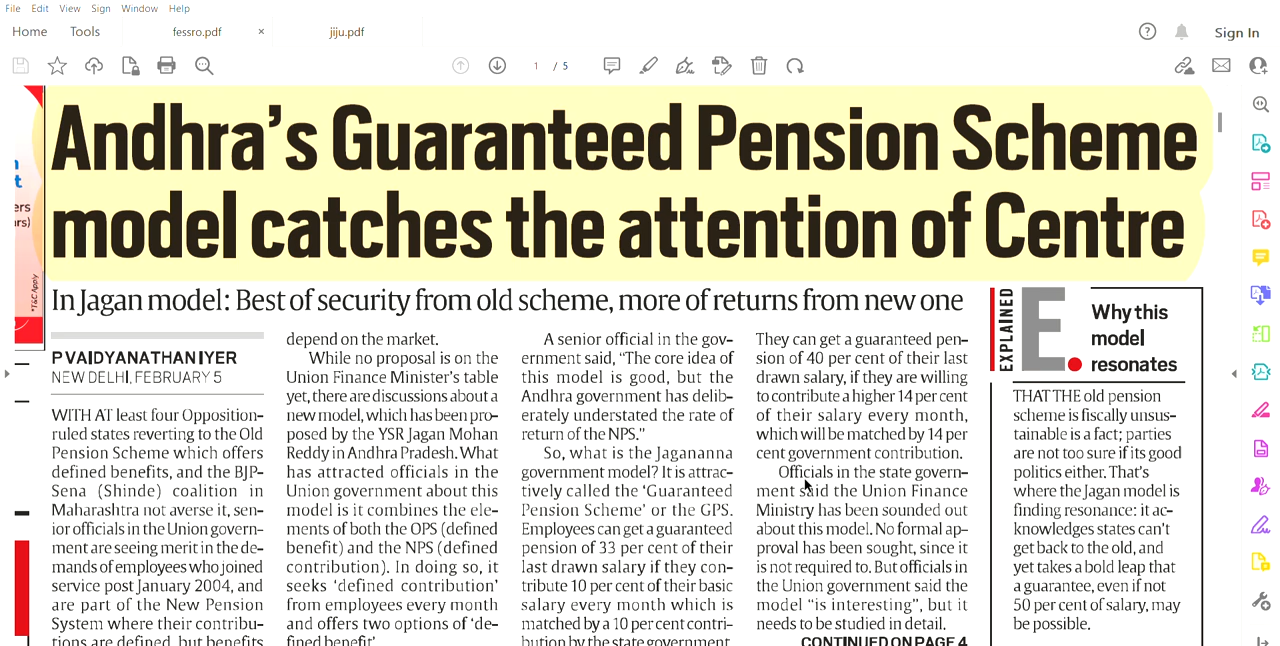 File Edit View Sign Window Help
Home Tools fessro.pdf × jiju.pdf Sign In
1 / 5
ers
rs)
*T&C Apply
Andhra's Guaranteed Pension Scheme
model catches the attention of Centre
In Jagan model: Best of security from old scheme, more of returns from new one
P VAIDYANATHAN IYER
NEW DELHI, FEBRUARY 5
WITH AT least four Opposition-
ruled states reverting to the Old
Pension Scheme which offers
defined benefits, and the BJP-
Sena (Shinde) coalition in
Maharashtra not averse it, sen-
ior officials in the Union govern-
ment are seeing merit in the de-
mands of employees who joined
service post January 2004, and
are part of the New Pension
System where their contribu-
tions are defined, but benefits
depend on the market.
While no proposal is on the
Union Finance Minister's table
yet, there are discussions about a
new model, which has been pro-
posed by the YSR Jagan Mohan
Reddy in Andhra Pradesh. What
has attracted officials in the
Union government about this
model is it combines the ele-
ments of both the OPS (defined
benefit) and the NPS (defined
contribution). In doing so, it
seeks 'defined contribution'
from employees every month
and offers two options of 'de-
fined benefit'
A senior official in the gov-
ernment said, "The core idea of
this model is good, but the
Andhra government has delib-
erately understated the rate of
return of the NPS."
So, what is the Jagananna
government model? It is attrac-
tively called the 'Guaranteed
Pension Scheme' or the GPS.
Employees can get a guaranteed
pension of 33 per cent of their
last drawn salary if they con-
tribute 10 per cent of their basic
salary every month which is
matched by a 10 per cent contri-
bution by the state government.
They can get a guaranteed pen-
sion of 40 per cent of their last
drawn salary, if they are willing
to contribute a higher 14 per cent
of their salary every month,
which will be matched by 14 per
cent government contribution.
Officials in the state govern-
ment said the Union Finance
Ministry has been sounded out
about this model. No formal ap-
proval has been sought, since it
is not required to. But officials in
the Union government said the
model "is interesting", but it
needs to be studied in detail.
CONTINUED ON PAGE 4
EXPLAINED
E.
Why this
model
resonates
THAT THE old pension
scheme is fiscally unsus-
tainable is a fact; parties
are not too sure if its good
politics either. That's
where the Jagan model is
finding resonance: it ac-
knowledges states can't
get back to the old, and
yet takes a bold leap that
a guarantee, even if not
50 per cent of salary, may
be possible.